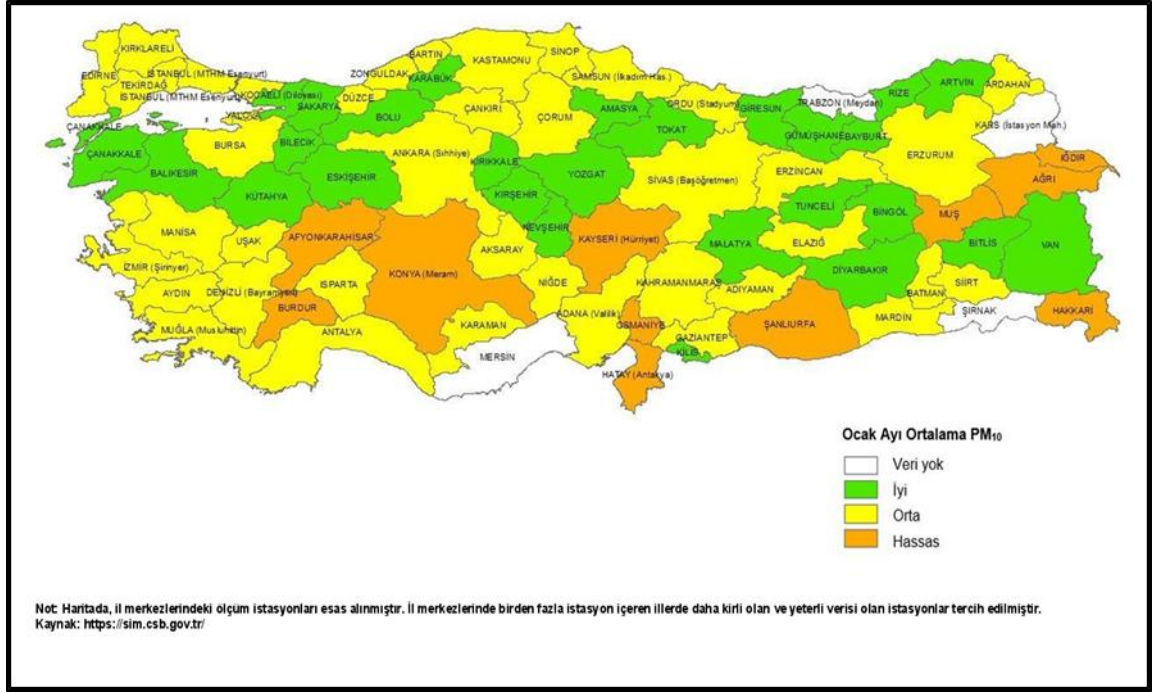 KIRKLARELİ
EDİRNE
TEKİRDAĞ
İSTANBUL (MTHM Esenyurt)
İSTANBUL (MTHM Esenyurt)
KOCAELİ (Dilovası)
YALOVA
SAKARYA
DÜZCE
ZONGULDAK
BARTIN
KARABÜK
KASTAMONU
SİNOP
SAMSUN (İlkadım Has.)
ORDU (Stadyum)
GİRESUN
TRABZON (Meydan)
RİZE
ARTVİN
ARDAHAN
KARS (İstasyon Mah.)
ÇANAKKALE
ÇANAKKALE
BALIKESİR
BURSA
BİLECİK
BOLU
ÇANKIRI
ÇORUM
AMASYA
TOKAT
GÜMÜŞHANE
BAYBURT
ERZURUM
IĞDIR
AĞRI
KÜTAHYA
ESKİŞEHİR
ANKARA (Sıhhiye)
KIRIKKALE
KIRŞEHİR
YOZGAT
SİVAS (Başöğretmen)
ERZİNCAN
TUNCELİ
BİNGÖL
MUŞ
BİTLİS
VAN
MANİSA
UŞAK
AFYONKARAHİSAR
KONYA (Meram)
AKSARAY
NEVŞEHİR
KAYSERİ (Hürriyet)
MALATYA
ELAZIĞ
DİYARBAKIR
BATMAN
SİİRT
ŞIRNAK
HAKKARİ
İZMİR (Şirinyer)
AYDIN
DENİZLİ (Bayramyeri)
ISPARTA
BURDUR
MUĞLA (Musluhittin)
ANTALYA
KARAMAN
MERSİN
NİĞDE
ADANA (Valilik)
OSMANİYE
HATAY (Antakya)
KAHRAMANMARAŞ
GAZİANTEP
KİLİS
ADIYAMAN
ŞANLIURFA
MARDİN
Ocak Ayı Ortalama PM₁₀
Veri yok
İyi
Orta
Hassas
Not: Haritada, il merkezlerindeki ölçüm istasyonları esas alınmıştır. İl merkezlerinde birden fazla istasyon içeren illerde daha kirli olan ve yeterli verisi olan istasyonlar tercih edilmiştir.
Kaynak: https://sim.csb.gov.tr/